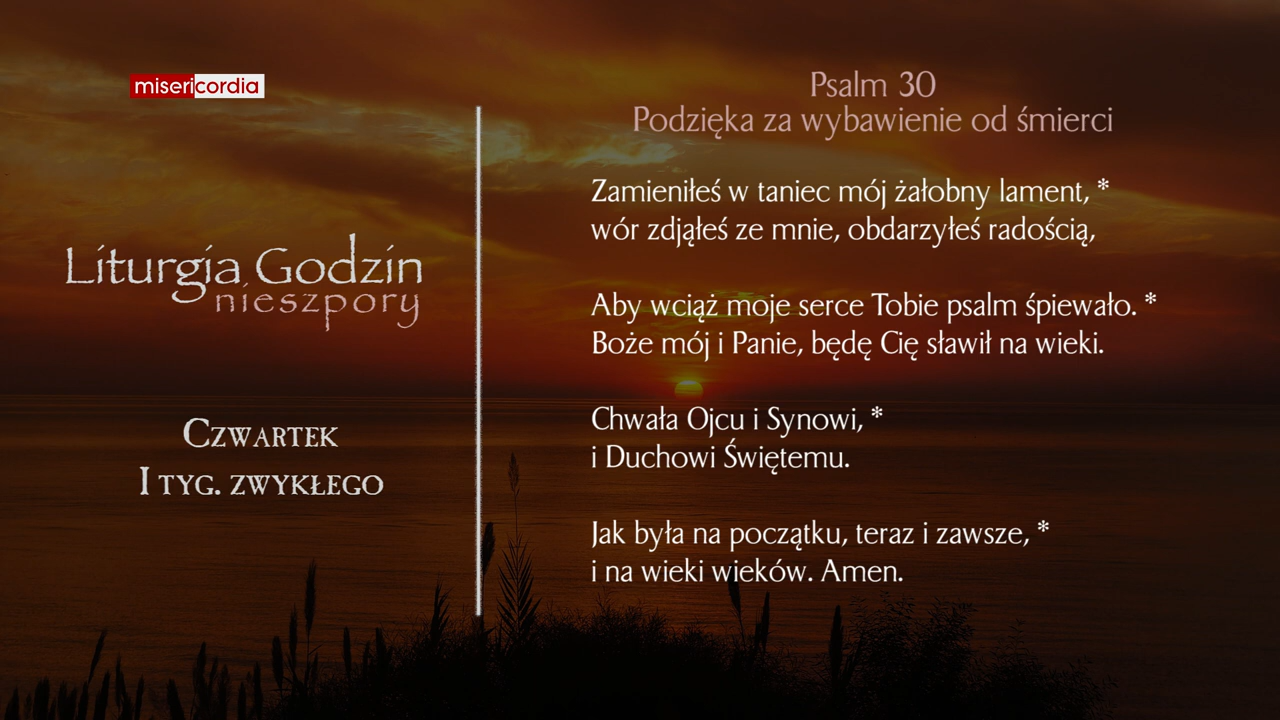 misericordia
Liturgia Godzin
nieszpory
Czwartek
I tyg. zwykłego
Psalm 30
Podzięka za wybawienie od śmierci
Zamieniłeś w taniec mój żałobny lament, *
wór zdjąłeś ze mnie, obdarzyłeś radością,
Aby wciąż moje serce Tobie psalm śpiewało. *
Boże mój i Panie, będę Cię sławił na wieki.
Chwała Ojcu i Synowi, *
i Duchowi Świętemu.
Jak była na początku, teraz i zawsze, *
i na wieki wieków. Amen.